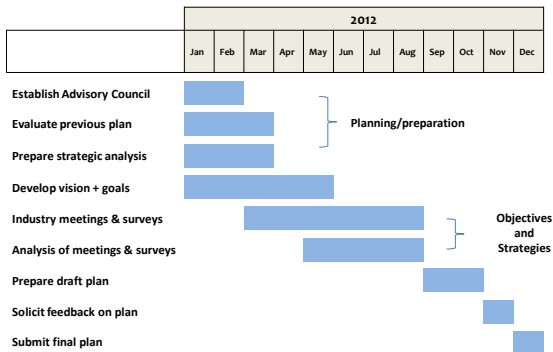 2012
Jan Feb Mar Apr May Jun Jul Aug Sep Oct Nov Dec
Establish Advisory Council
Evaluate previous plan
Planning/preparation
Prepare strategic analysis
Develop vision + goals
Industry meetings & surveys
Objectives
and
Strategies
Analysis of meetings & surveys
Prepare draft plan
Solicit feedback on plan
Submit final plan